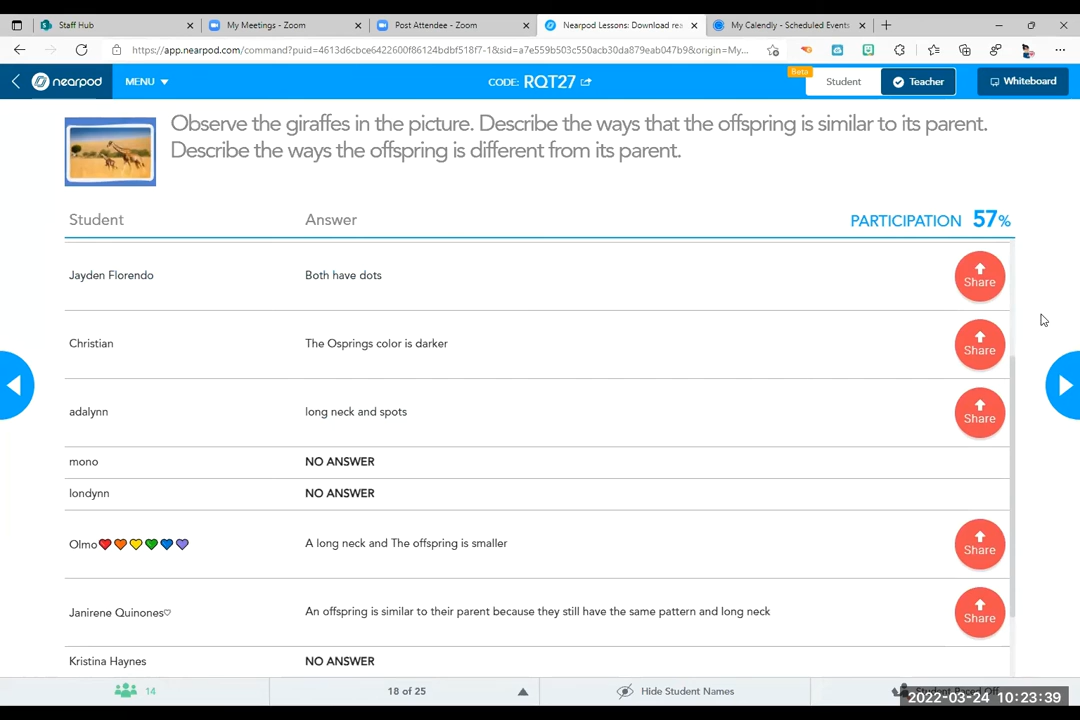 Staff Hub
My Meetings - Zoom
Post Attendee - Zoom
Nearpod Lessons: Download rea
My Calendly - Scheduled Events
https://app.nearpod.com/command?puid=4613d6cbce6422600f86124bdbf518f7-1&sid=a7e559b503c550acb30da879eab047b9&origin=My...
nearpod
MENU
CODE: RQT27
Beta
Student
Teacher
Whiteboard
Observe the giraffes in the picture. Describe the ways that the offspring is similar to its parent.
Describe the ways the offspring is different from its parent.
Student Answer PARTICIPATION 57%
Jayden Florendo Both have dots Share
Christian The Osprings color is darker Share
adalynn long neck and spots Share
mono NO ANSWER
londynn NO ANSWER
Olmo❤️🧡💛💚💙💜 A long neck and The offspring is smaller Share
Janirene Quinones♡ An offspring is similar to their parent because they still have the same pattern and long neck Share
Kristina Haynes NO ANSWER
14
18 of 25
Hide Student Names
2022-03-24 10:23:39